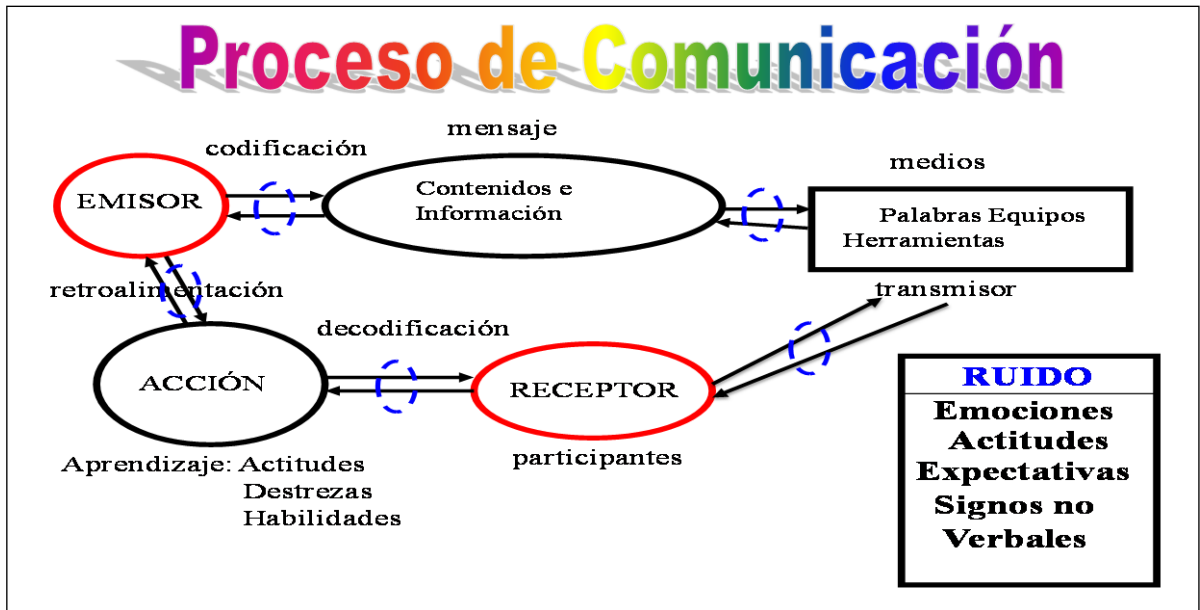 Proceso de Comunicación
mensaje
codificación
medios
EMISOR
Contenidos e
Información
Palabras Equipos
Herramientas
retroalimentación
transmisor
decodificación
ACCIÓN
RECEPTOR
participantes
Aprendizaje: Actitudes
Destrezas
Habilidades
RUIDO
Emociones
Actitudes
Expectativas
Signos no
Verbales